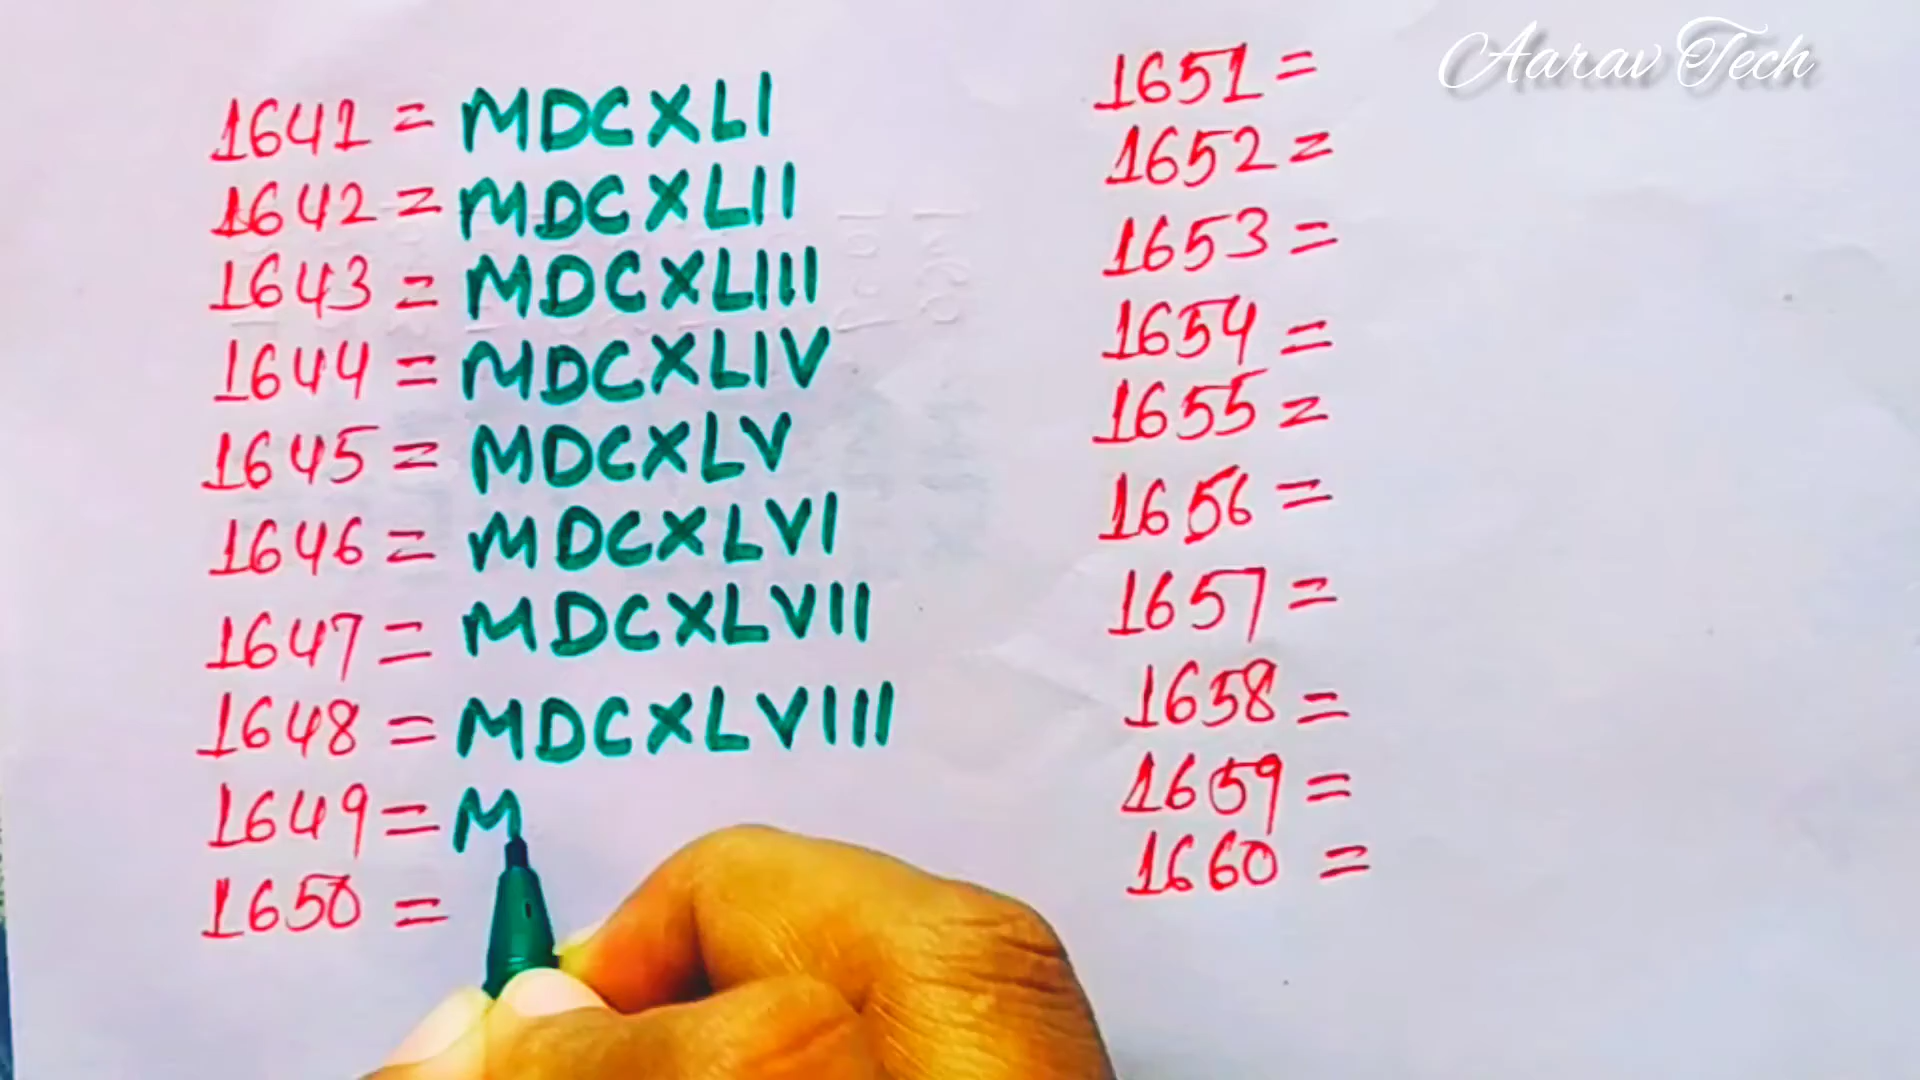 Aarav Tech
1641 = MDCXLI
1642 = MDCXLII
1643 = MDCXLIII
1644 = MDCXLIV
1645 = MDCXLV
1646 = MDCXLVI
1647 = MDCXLVII
1648 = MDCXLVIII
1649 = M
1650 =
1651 =
1652 =
1653 =
1654 =
1655 =
1656 =
1657 =
1658 =
1659 =
1660 =